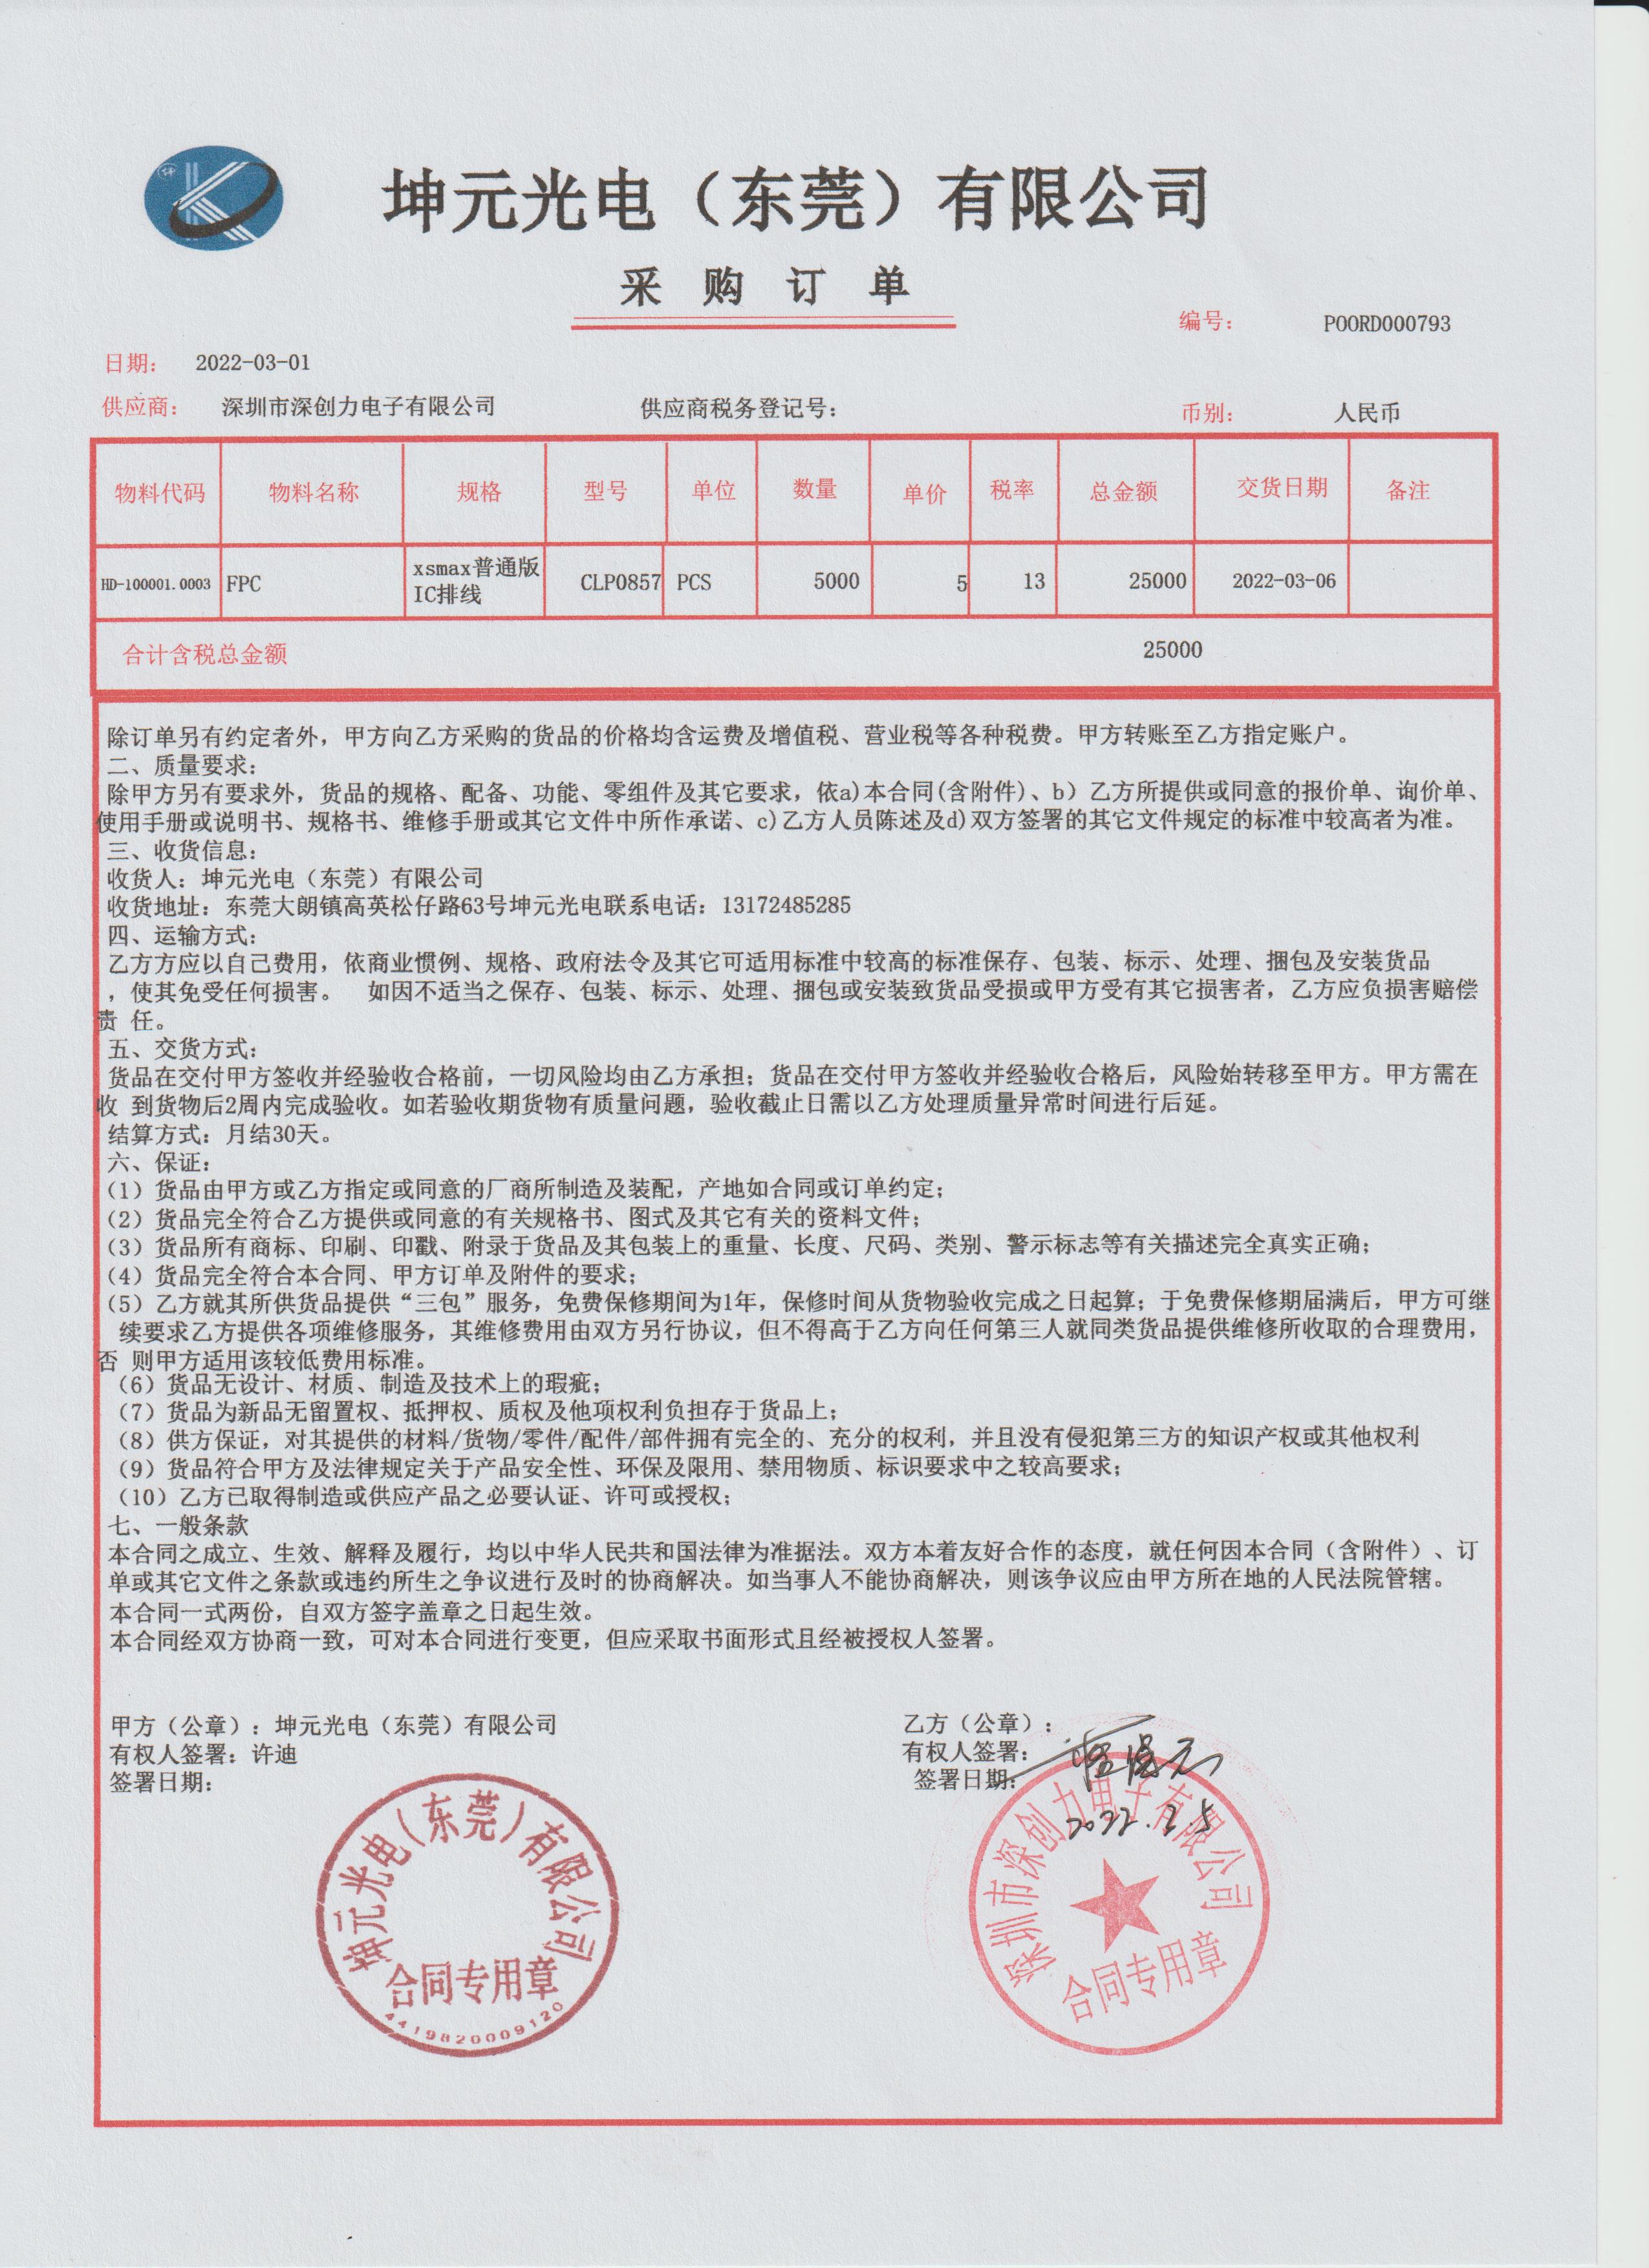 坤元光电（东莞）有限公司
采购订单
编号： POORD000793
日期： 2022-03-01
供应商： 深圳市深创力电子有限公司 供应商税务登记号： 币别： 人民币
物料代码 物料名称 规格 型号 单位 数量 单价 税率 总金额 交货日期 备注
HD-100001.0003 FPC xsmax普通版IC排线 CLP0857 PCS 5000 5 13 25000 2022-03-06
合计含税总金额 25000
除订单另有约定者外，甲方向乙方采购的货品的价格均含运费及增值税、营业税等各种税费。甲方转账至乙方指定账户。
二、质量要求：
除甲方另有要求外，货品的规格、配备、功能、零组件及其它要求，依a)本合同(含附件)、b）乙方所提供或同意的报价单、询价单、
使用手册或说明书、规格书、维修手册或其它文件中所作承诺、c)乙方人员陈述及d)双方签署的其它文件规定的标准中较高者为准。
三、收货信息：
收货人：坤元光电（东莞）有限公司
收货地址：东莞大朗镇高英松仔路63号坤元光电联系电话：13172485285
四、运输方式：
乙方方应以自己费用，依商业惯例、规格、政府法令及其它可适用标准中较高的标准保存、包装、标示、处理、捆包及安装货品
，使其免受任何损害。 如因不适当之保存、包装、标示、处理、捆包或安装致货品受损或甲方受有其它损害者，乙方应负损害赔偿
责 任。
五、交货方式：
货品在交付甲方签收并经验收合格前，一切风险均由乙方承担；货品在交付甲方签收并经验收合格后，风险始转移至甲方。甲方需在
收 到货物后2周内完成验收。如若验收期货物有质量问题，验收截止日需以乙方处理质量异常时间进行后延。
结算方式：月结30天。
六、保证：
（1）货品由甲方或乙方指定或同意的厂商所制造及装配，产地如合同或订单约定；
（2）货品完全符合乙方提供或同意的有关规格书、图式及其它有关的资料文件；
（3）货品所有商标、印刷、印戳、附录于货品及其包装上的重量、长度、尺码、类别、警示标志等有关描述完全真实正确；
（4）货品完全符合本合同、甲方订单及附件的要求；
（5）乙方就其所供货品提供“三包”服务，免费保修期间为1年，保修时间从货物验收完成之日起算；于免费保修期届满后，甲方可继
续要求乙方提供各项维修服务，其维修费用由双方另行协议，但不得高于乙方向任何第三人就同类货品提供维修所收取的合理费用，
否 则甲方适用该较低费用标准。
（6）货品无设计、材质、制造及技术上的瑕疵；
（7）货品为新品无留置权、抵押权、质权及他项权利负担存于货品上；
（8）供方保证，对其提供的材料/货物/零件/配件/部件拥有完全的、充分的权利，并且没有侵犯第三方的知识产权或其他权利
（9）货品符合甲方及法律规定关于产品安全性、环保及限用、禁用物质、标识要求中之较高要求；
（10）乙方已取得制造或供应产品之必要认证、许可或授权；
七、一般条款
本合同之成立、生效、解释及履行，均以中华人民共和国法律为准据法。双方本着友好合作的态度，就任何因本合同（含附件）、订
单或其它文件之条款或违约所生之争议进行及时的协商解决。如当事人不能协商解决，则该争议应由甲方所在地的人民法院管辖。
本合同一式两份，自双方签字盖章之日起生效。
本合同经双方协商一致，可对本合同进行变更，但应采取书面形式且经被授权人签署。
甲方（公章）：坤元光电（东莞）有限公司 乙方（公章）：
有权人签署：许迪 有权人签署：
签署日期： 签署日期：
坤元光电（东莞）有限公司
合同专用章
4419820009120
深圳市深创力电子有限公司
合同专用章